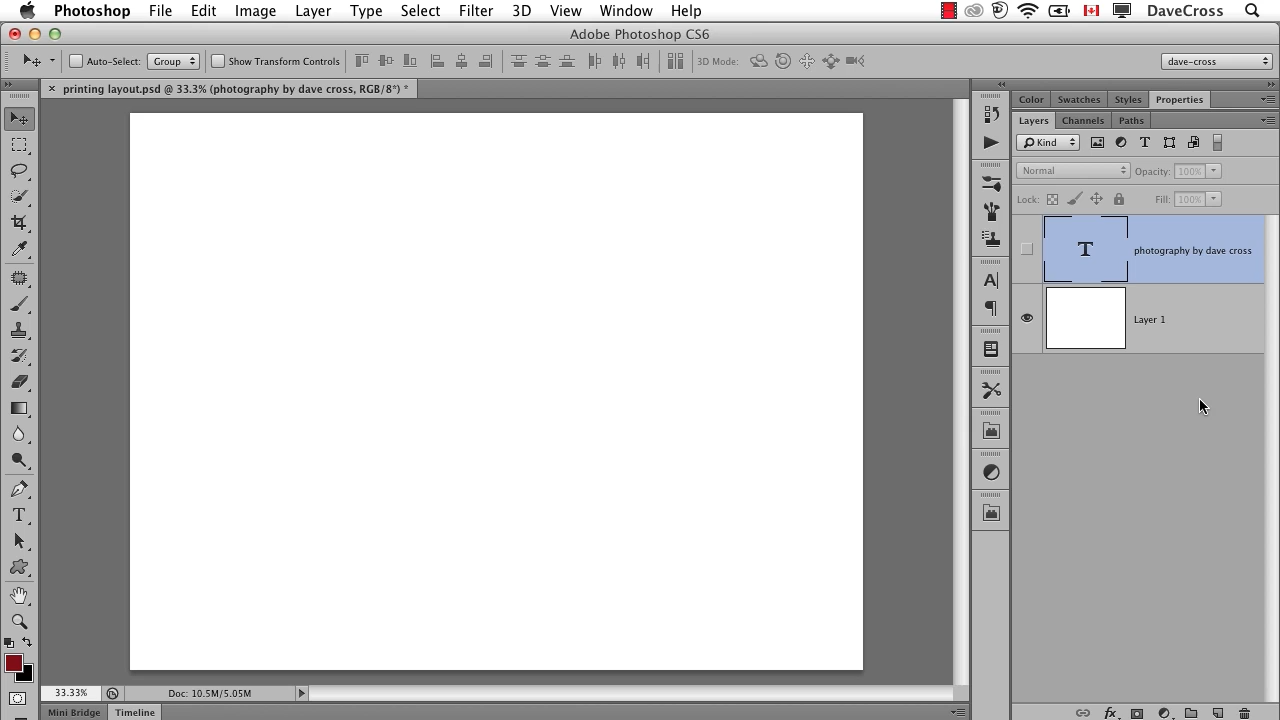 Photoshop File Edit Image Layer Type Select Filter 3D View Window Help DaveCross
Adobe Photoshop CS6
Auto-Select: Group Show Transform Controls 3D Mode: dave-cross
× printing layout.psd @ 33.3% (photography by dave cross, RGB/8*) *
Color Swatches Styles Properties
Layers Channels Paths
Kind T
Normal Opacity: 100%
Lock: Fill: 100%
T photography by dave cross
Layer 1
A
T
33.33% Doc: 10.5M/5.05M
Mini Bridge Timeline
fx